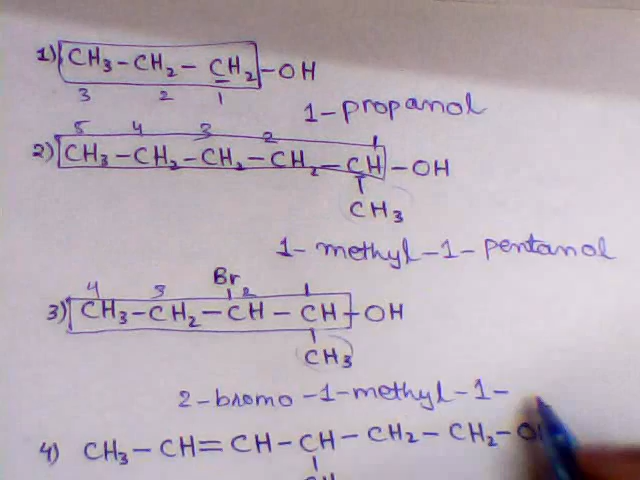 1) CH3-CH2-CH2-OH
3 2 1
1-propanol
5 4 3 2 1
2) CH3-CH2-CH2-CH2-CH-OH
CH3
1-methyl-1-pentanol
Br
4 3 2 1
3) CH3-CH2-CH-CH-OH
CH3
2-bromo-1-methyl-1-
4) CH3-CH=CH-CH-CH2-CH2-O